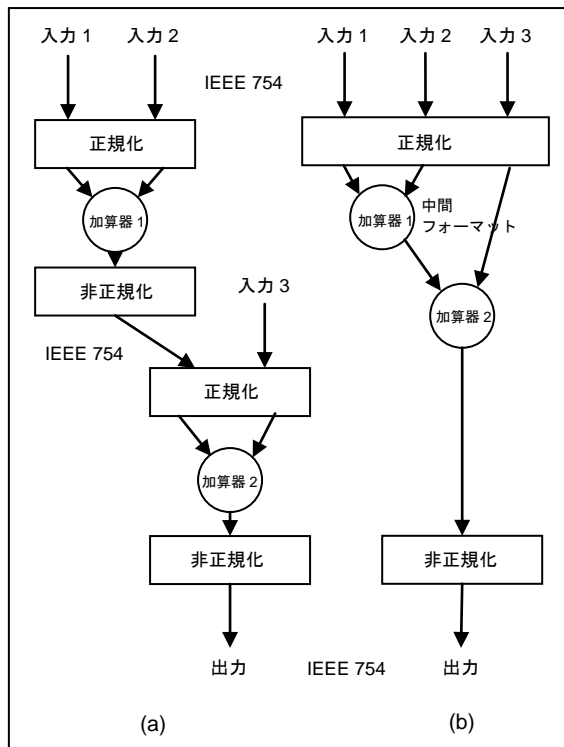 入力 1
入力 2
IEEE 754
正規化
加算器 1
非正規化
入力 3
IEEE 754
正規化
加算器 2
非正規化
出力
(a)
入力 1
入力 2
入力 3
正規化
加算器 1
中間
フォーマット
加算器 2
非正規化
IEEE 754
出力
(b)